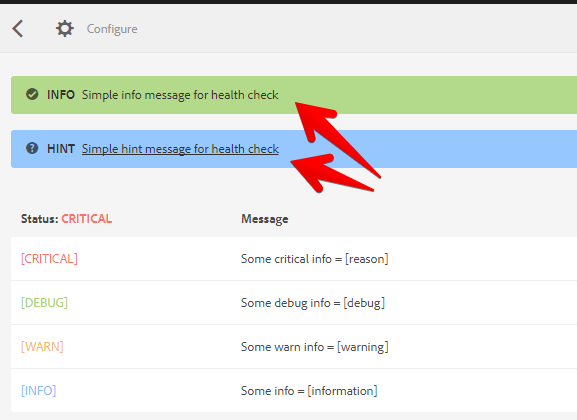 Configure
INFO Simple info message for health check
HINT Simple hint message for health check
Status: CRITICAL Message
[CRITICAL] Some critical info = [reason]
[DEBUG] Some debug info = [debug]
[WARN] Some warn info = [warning]
[INFO] Some info = [information]